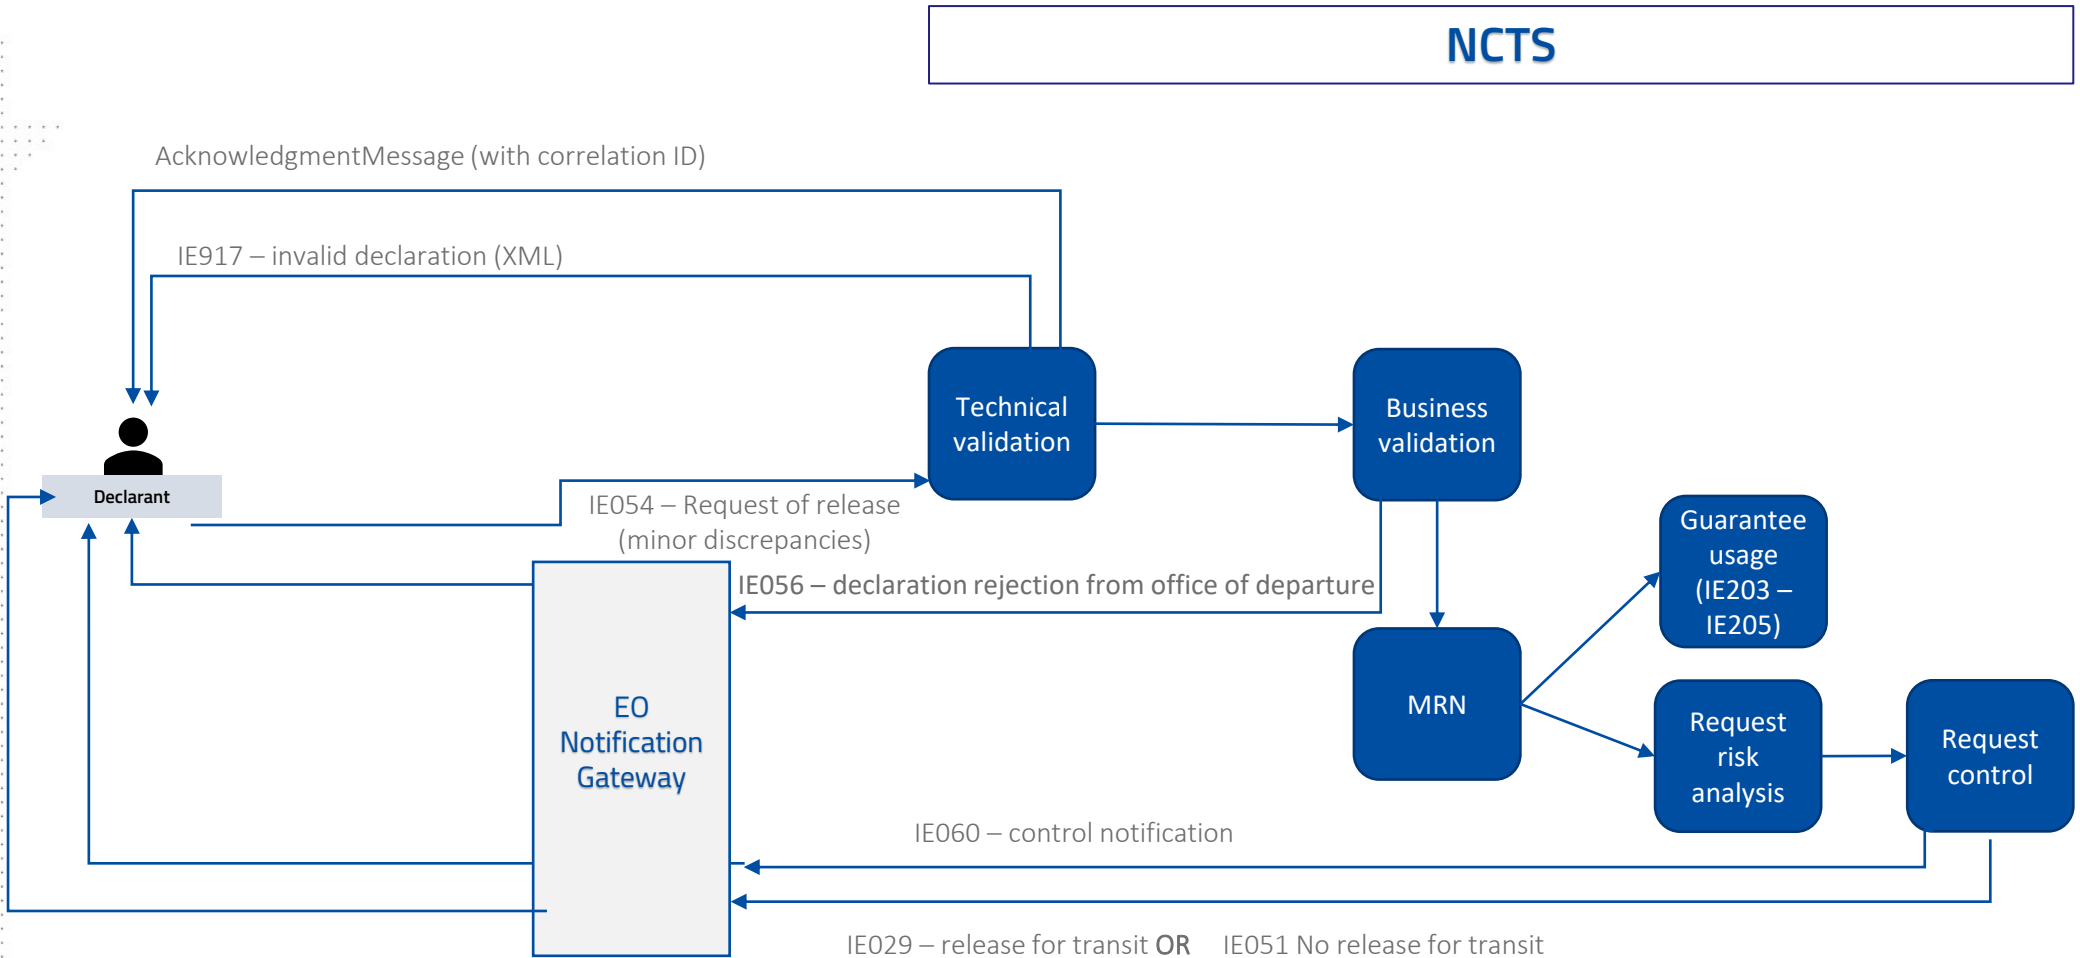 NCTS
AcknowledgmentMessage (with correlation ID)
IE917 – invalid declaration (XML)
Technical
validation
Business
validation
Declarant
IE054 – Request of release
(minor discrepancies)
Guarantee
usage
(IE203 –
IE205)
IE056 – declaration rejection from office of departure
EO
Notification
Gateway
MRN
Request
risk
analysis
Request
control
IE060 – control notification
IE029 – release for transit OR IE051 No release for transit